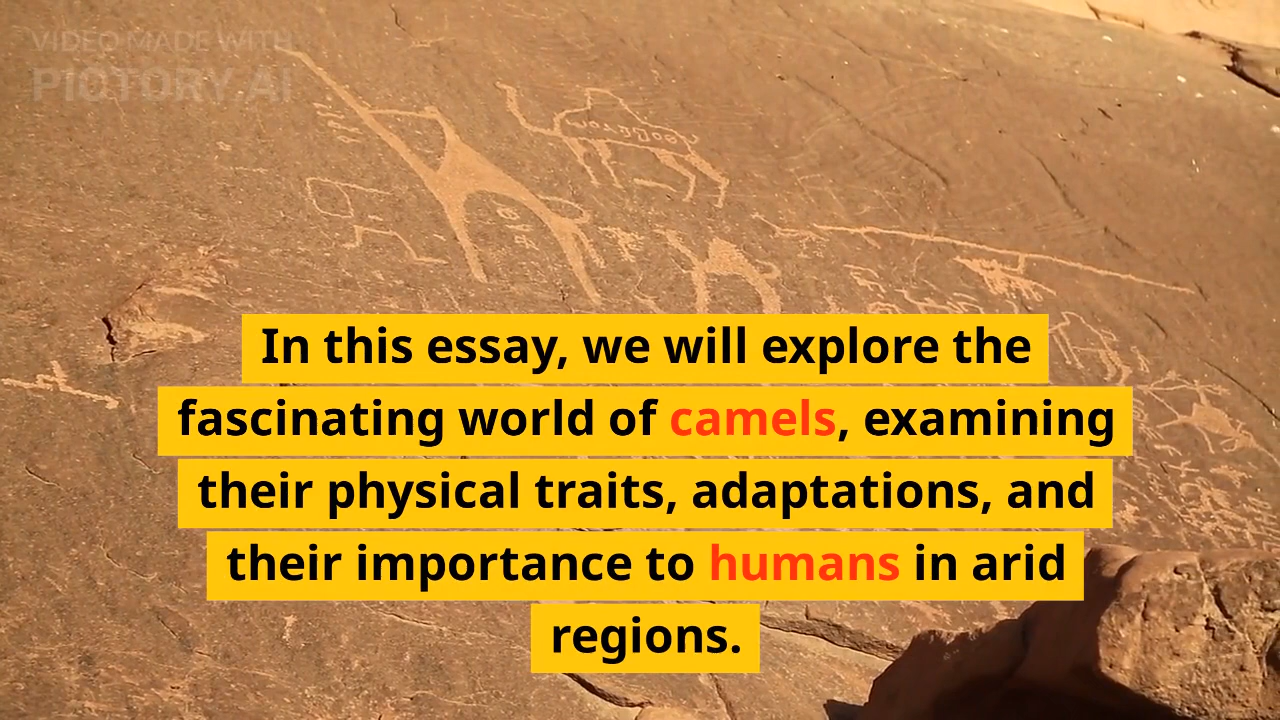 VIDEO MADE WITH
PICTORY.AI
In this essay, we will explore the
fascinating world of camels, examining
their physical traits, adaptations, and
their importance to humans in arid
regions.